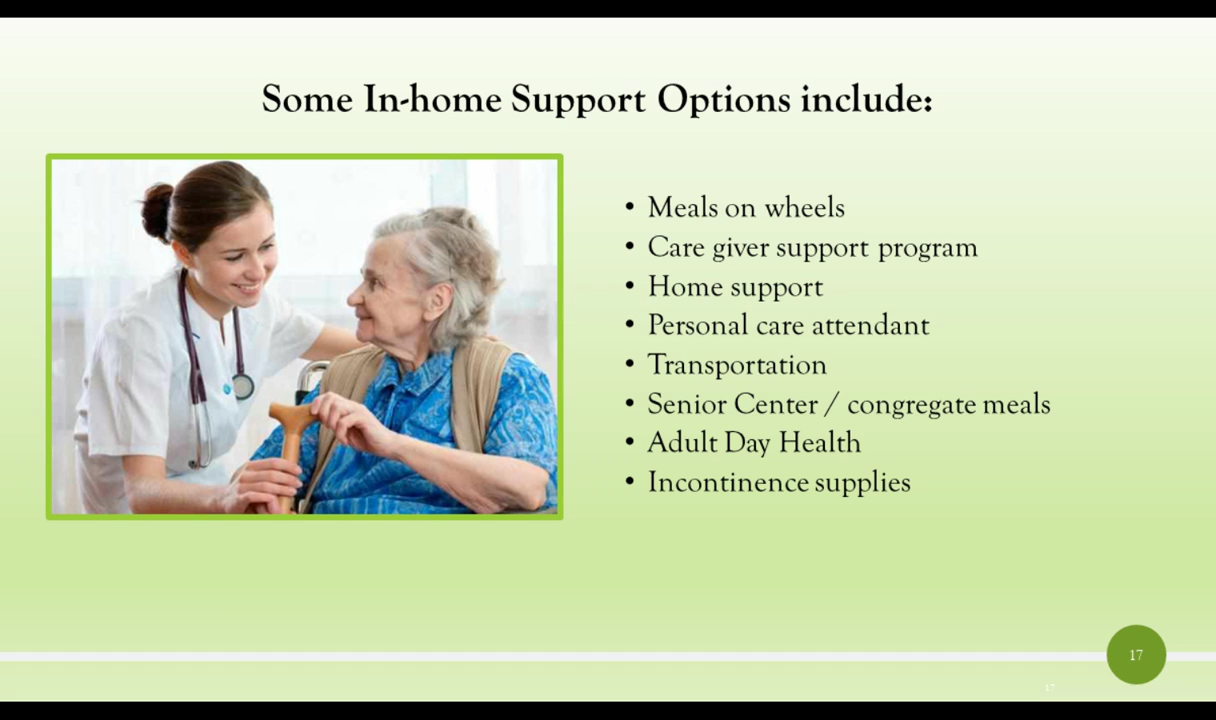 Some In-home Support Options include:
• Meals on wheels
• Care giver support program
• Home support
• Personal care attendant
• Transportation
• Senior Center / congregate meals
• Adult Day Health
• Incontinence supplies
17
17